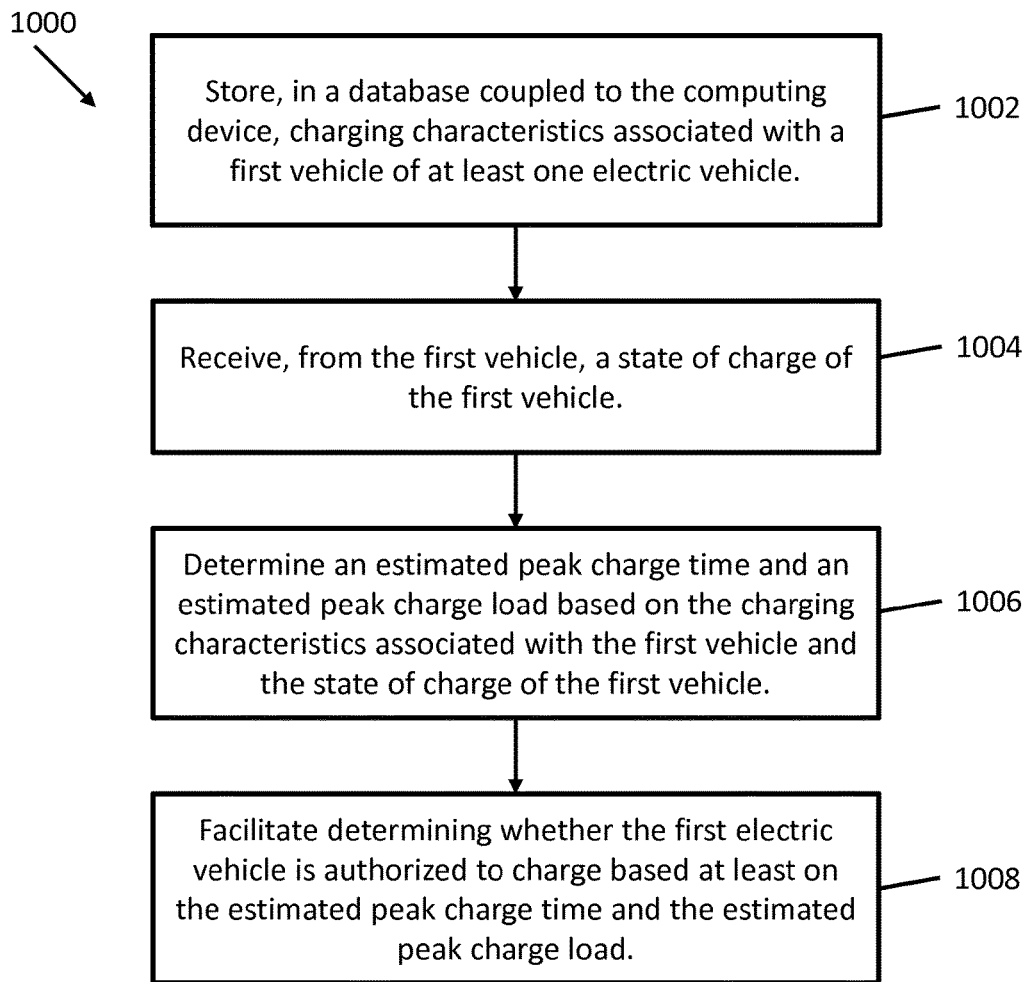 1000
Store, in a database coupled to the computing
device, charging characteristics associated with a
first vehicle of at least one electric vehicle.
1002
Receive, from the first vehicle, a state of charge of
the first vehicle.
1004
Determine an estimated peak charge time and an
estimated peak charge load based on the charging
characteristics associated with the first vehicle and
the state of charge of the first vehicle.
1006
Facilitate determining whether the first electric
vehicle is authorized to charge based at least on
the estimated peak charge time and the estimated
peak charge load.
1008